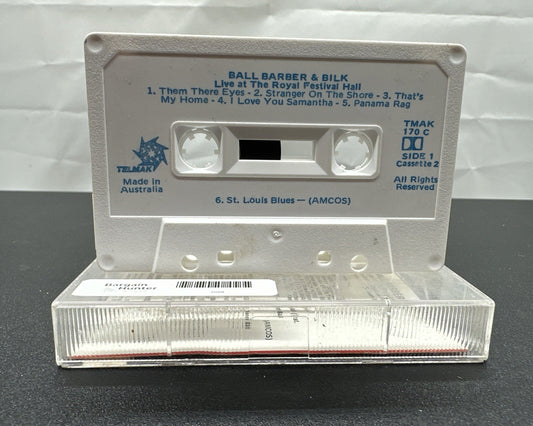 BALL BARBER & BILK
Live at The Royal Festival Hall
1. Them There Eyes - 2. Stranger On The Shore - 3. That's
My Home - 4. I Love You Samantha - 5. Panama Rag
TELMAK
Made in
Australia
TMAK
170 C
SIDE 1
Cassette 2
All Rights
Reserved
6. St. Louis Blues — (AMCOS)
Bargain
Hunter